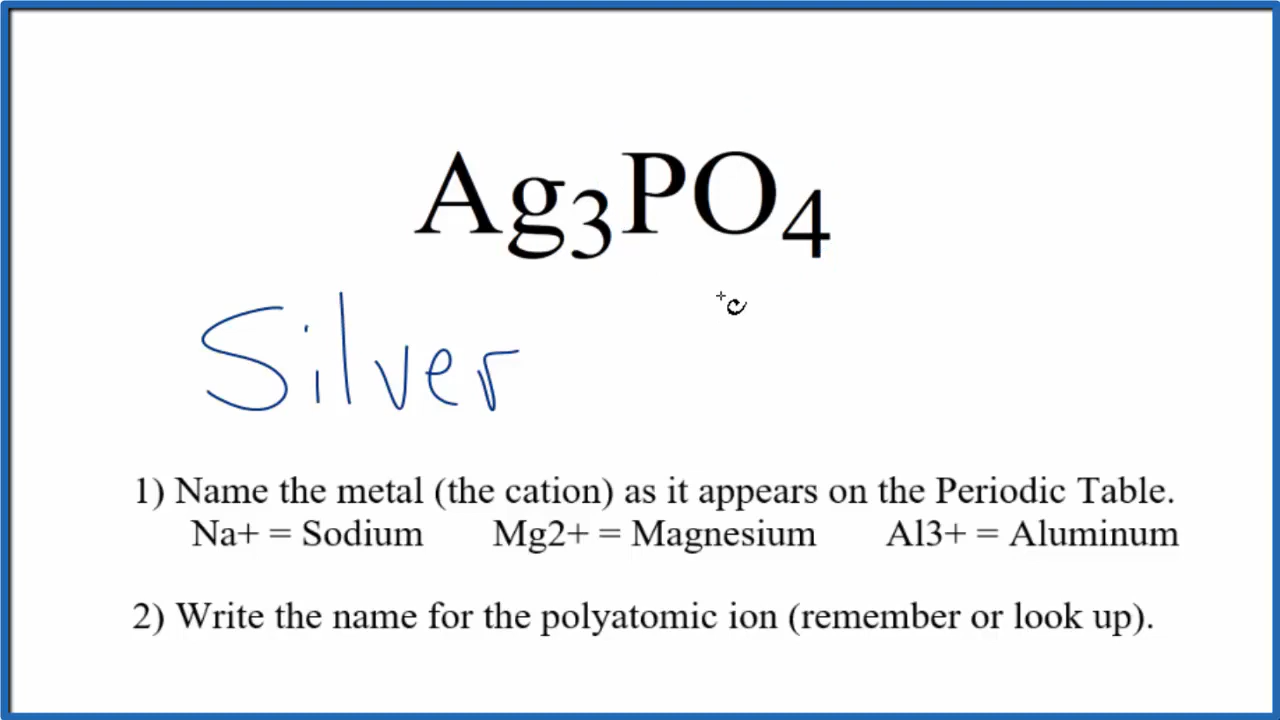 Ag3PO4
Silver
1) Name the metal (the cation) as it appears on the Periodic Table.
Na+ = Sodium Mg2+ = Magnesium Al3+ = Aluminum
2) Write the name for the polyatomic ion (remember or look up).